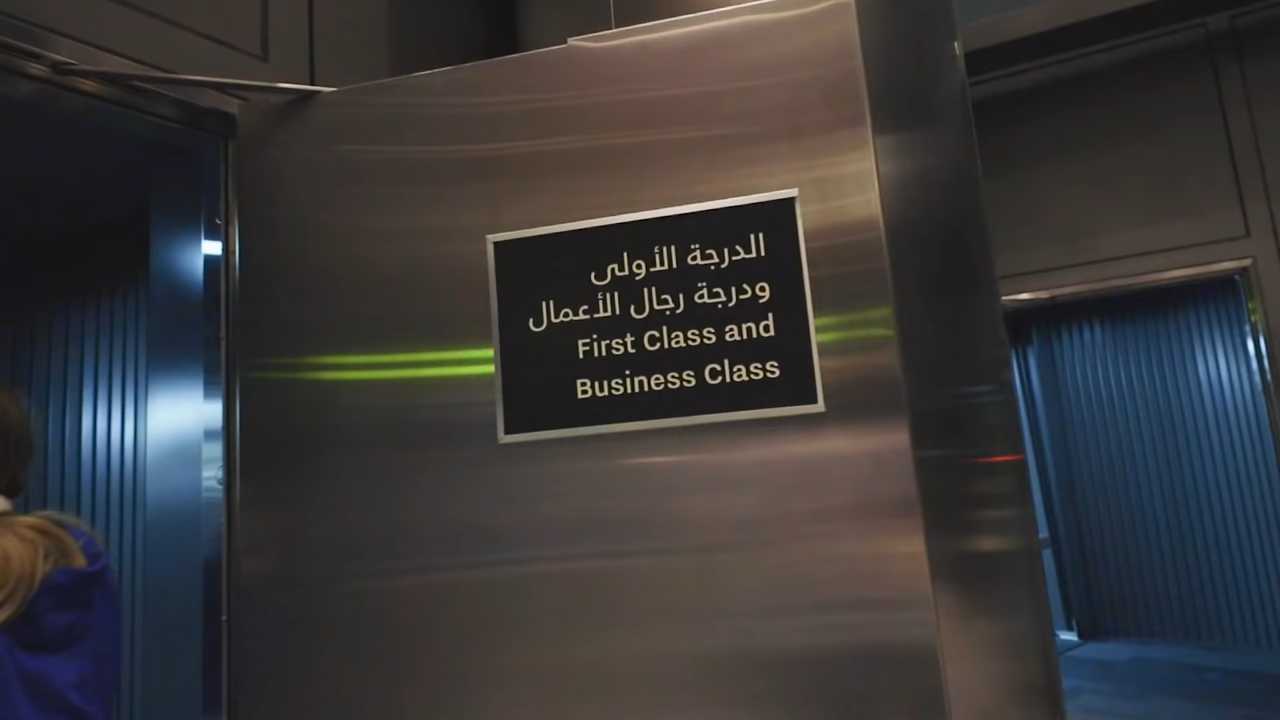 الدرجة الأولى
ودرجة رجال الأعمال
First Class and
Business Class